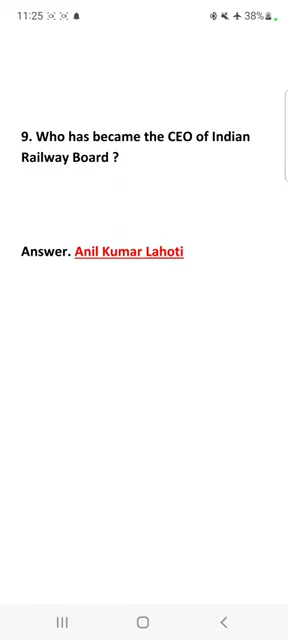 11:25
38%
9. Who has became the CEO of Indian
Railway Board ?
Answer. Anil Kumar Lahoti